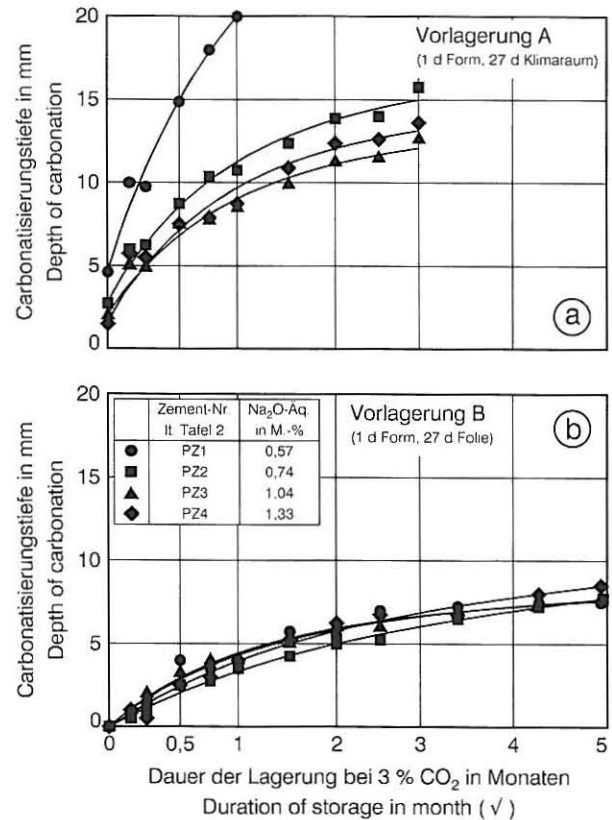 Carbonatisierungstiefe in mm
Depth of carbonation
20
15
10
5
0
Vorlagerung A
(1 d Form, 27 d Klimaraum)
a
Carbonatisierungstiefe in mm
Depth of carbonation
20
15
10
5
0
Zement-Nr. Na₂O-Äq.
lt. Tafel 2 in M.-%
PZ1 0,57
PZ2 0,74
PZ3 1.04
PZ4 1,33
Vorlagerung B
(1 d Form, 27 d Folie)
b
0 0,5 1 2 3 4 5
Dauer der Lagerung bei 3 % CO₂ in Monaten
Duration of storage in month (√)